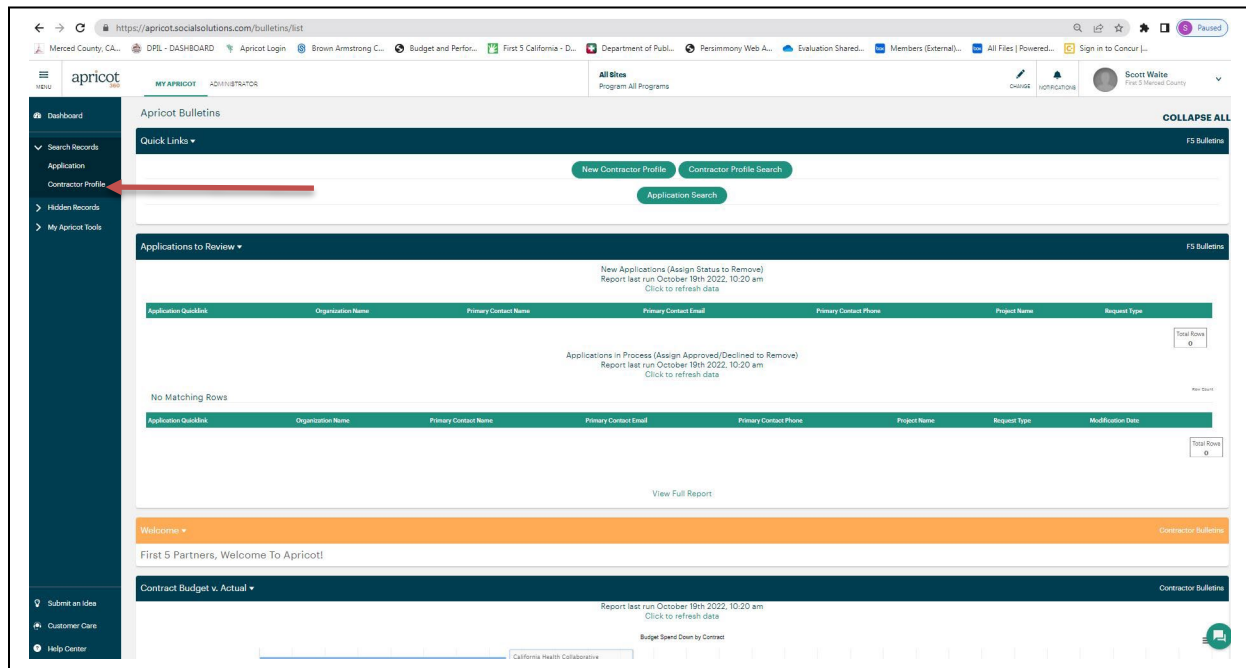 https://apricot.socialsolutions.com/bulletins/list
Paused
Merced County, CA...
DPIL - DASHBOARD
Apricot Login
Brown Armstrong C...
Budget and Perfor...
First 5 California - D...
Department of Publ...
Persimmony Web A...
Evaluation Shared...
Members (External)...
All Files | Powered...
Sign in to Concur |...
MENU
apricot
360
MY APRICOT
ADMINISTRATOR
All Sites
Program All Programs
CHANGE
NOTIFICATIONS
Scott Waite
First 5 Merced County
Dashboard
Search Records
Application
Contractor Profile
Hidden Records
My Apricot Tools
Submit an Idea
Customer Care
Help Center
Apricot Bulletins
COLLAPSE ALL
Quick Links
F5 Bulletins
New Contractor Profile
Contractor Profile Search
Application Search
Applications to Review
F5 Bulletins
New Applications (Assign Status to Remove)
Report last run October 19th 2022, 10:20 am
Click to refresh data
Application Quicklink
Organization Name
Primary Contact Name
Primary Contact Email
Primary Contact Phone
Project Name
Request Type
Total Rows
0
Applications in Process (Assign Approved/Declined to Remove)
Report last run October 19th 2022, 10:20 am
Click to refresh data
Row Count
No Matching Rows
Application Quicklink
Organization Name
Primary Contact Name
Primary Contact Email
Primary Contact Phone
Project Name
Request Type
Modification Date
Total Rows
0
View Full Report
Welcome
Contractor Bulletins
First 5 Partners, Welcome To Apricot!
Contract Budget v. Actual
Contractor Bulletins
Report last run October 19th 2022, 10:20 am
Click to refresh data
Budget Spend Down by Contract
California Health Collaborative